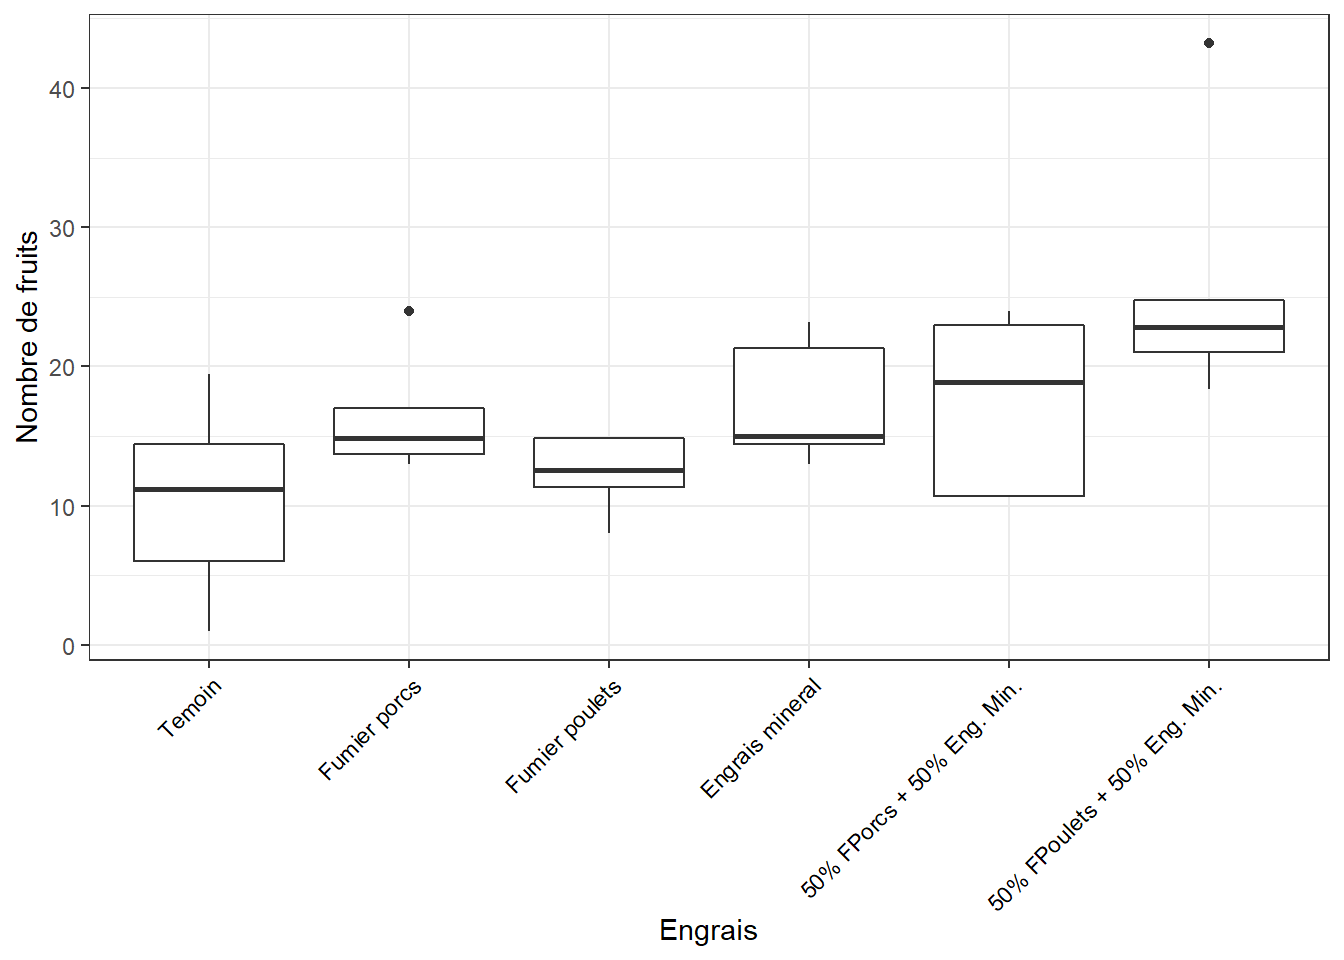 Nombre de fruits
40
30
20
10
0
Temoin
Fumier porcs
Fumier poulets
Engrais mineral
50% FPorcs + 50% Eng. Min.
50% FPoulets + 50% Eng. Min.
Engrais